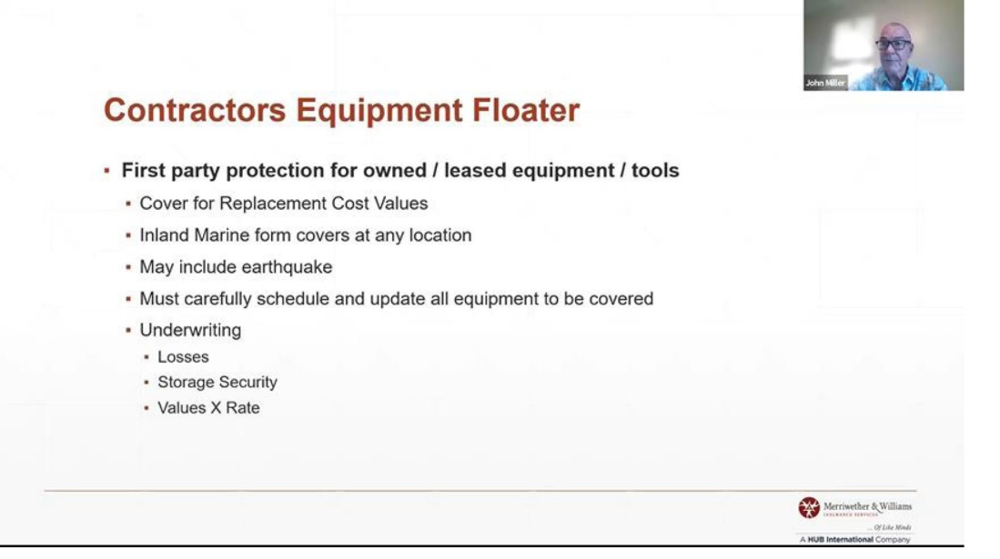 John Miller
Contractors Equipment Floater
First party protection for owned / leased equipment / tools
Cover for Replacement Cost Values
Inland Marine form covers at any location
May include earthquake
Must carefully schedule and update all equipment to be covered
Underwriting
Losses
Storage Security
Values X Rate
Merriwether & Williams
INSURANCE SERVICES
... Of Like Minds
A HUB International Company